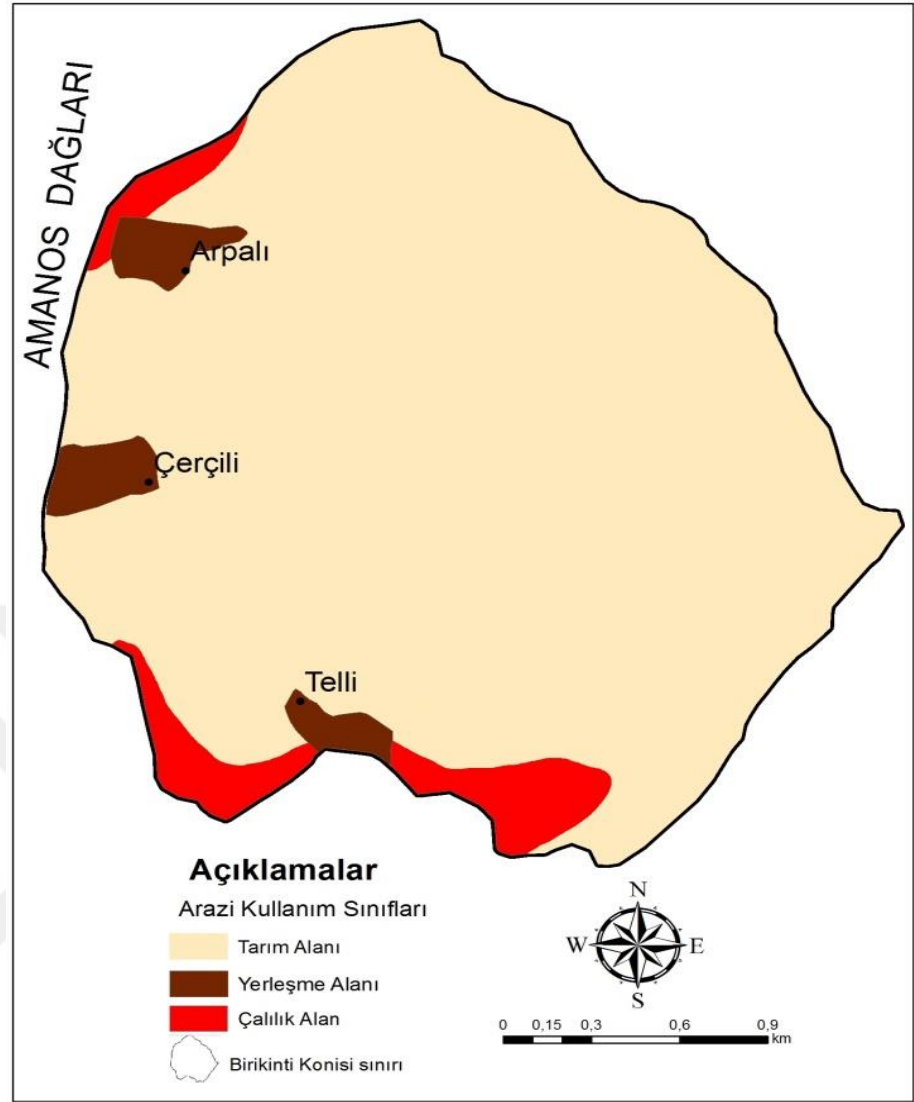 AMANOS DAĞLARI
Arpalı
Çerçili
Telli
Açıklamalar
Arazi Kullanım Sınıfları
Tarım Alanı
Yerleşme Alanı
Çalılık Alan
Birikinti Konisi sınırı
N
W E
S
0 0,15 0,3 0,6 0,9
km